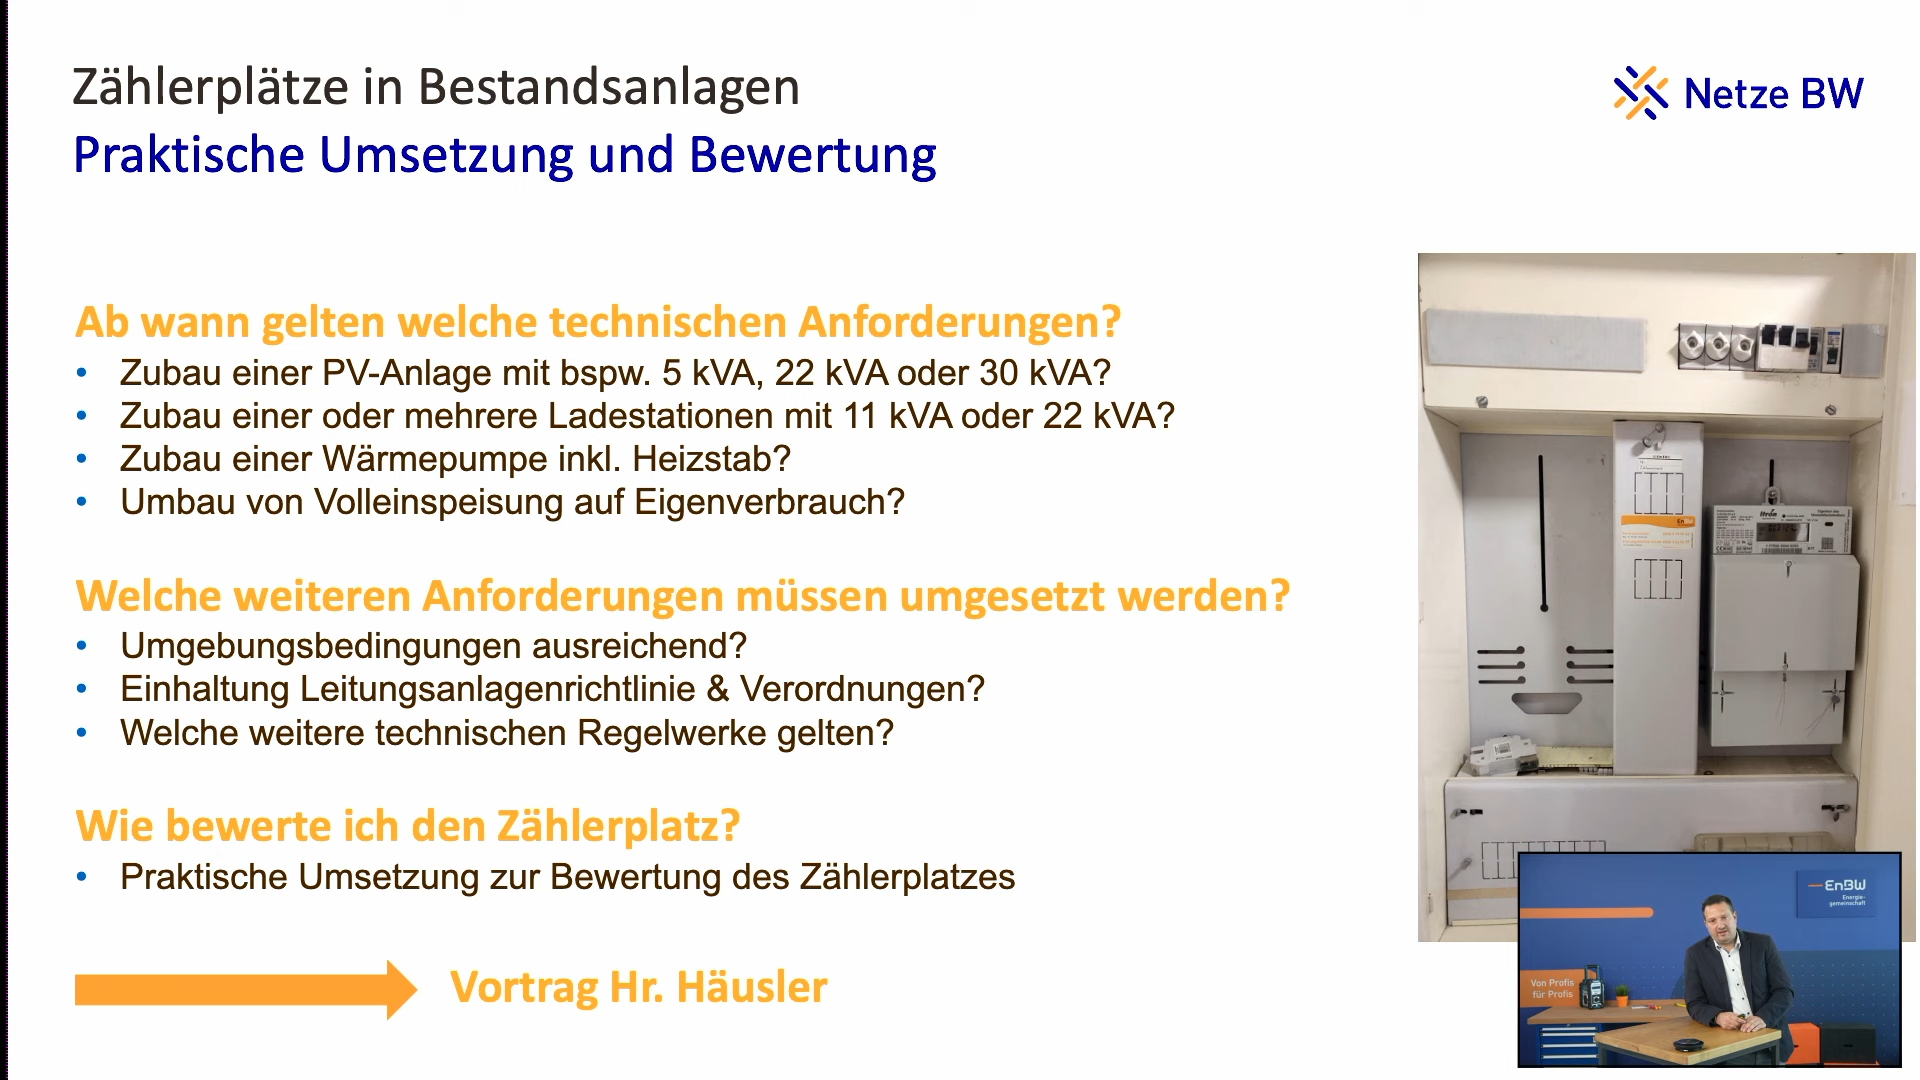 Zählerplätze in Bestandsanlagen
Praktische Umsetzung und Bewertung
Netze BW
Ab wann gelten welche technischen Anforderungen?
• Zubau einer PV-Anlage mit bspw. 5 kVA, 22 kVA oder 30 kVA?
• Zubau einer oder mehrere Ladestationen mit 11 kVA oder 22 kVA?
• Zubau einer Wärmepumpe inkl. Heizstab?
• Umbau von Volleinspeisung auf Eigenverbrauch?
Welche weiteren Anforderungen müssen umgesetzt werden?
• Umgebungsbedingungen ausreichend?
• Einhaltung Leitungsanlagenrichtlinie & Verordnungen?
• Welche weitere technischen Regelwerke gelten?
Wie bewerte ich den Zählerplatz?
• Praktische Umsetzung zur Bewertung des Zählerplatzes
Vortrag Hr. Häusler
EnBW
Itron
EnBW
Energie-
gemeinschaft
Von Profis
für Profis